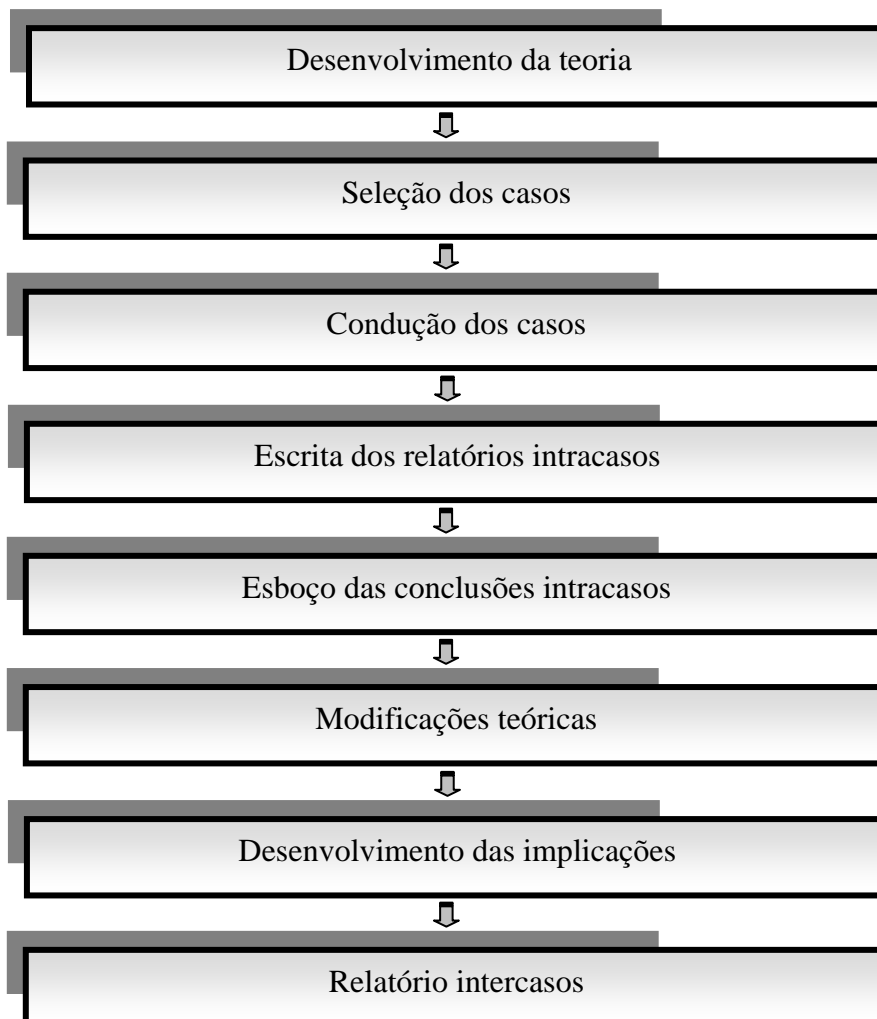 Desenvolvimento da teoria
Seleção dos casos
Condução dos casos
Escrita dos relatórios intracasos
Esboço das conclusões intracasos
Modificações teóricas
Desenvolvimento das implicações
Relatório intercasos